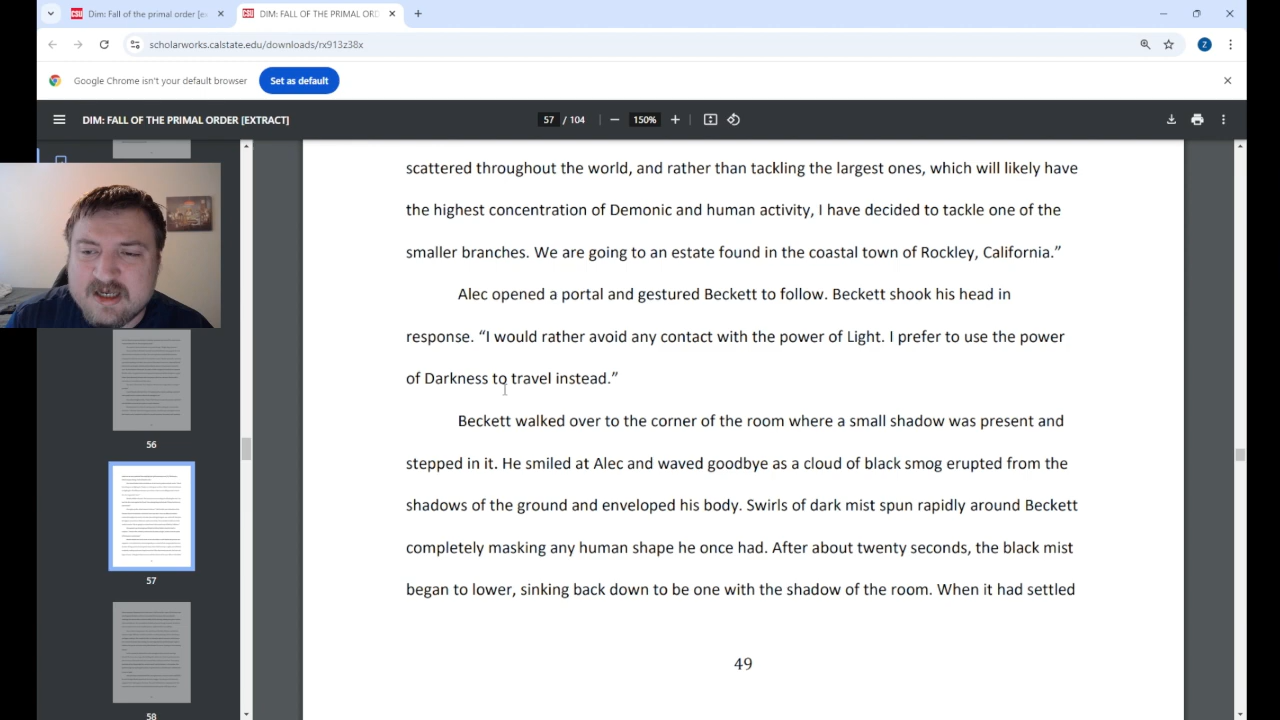 Dim: Fall of the primal order [ex
DIM: FALL OF THE PRIMAL ORD
scholarworks.calstate.edu/downloads/rx913z38x
Z
Google Chrome isn't your default browser
Set as default
DIM: FALL OF THE PRIMAL ORDER [EXTRACT]
57 / 104
150%
scattered throughout the world, and rather than tackling the largest ones, which will likely have
the highest concentration of Demonic and human activity, I have decided to tackle one of the
smaller branches. We are going to an estate found in the coastal town of Rockley, California.”
Alec opened a portal and gestured Beckett to follow. Beckett shook his head in
response. “I would rather avoid any contact with the power of Light. I prefer to use the power
of Darkness to travel instead.”
Beckett walked over to the corner of the room where a small shadow was present and
stepped in it. He smiled at Alec and waved goodbye as a cloud of black smog erupted from the
shadows of the ground and enveloped his body. Swirls of dark mist spun rapidly around Beckett
completely masking any human shape he once had. After about twenty seconds, the black mist
began to lower, sinking back down to be one with the shadow of the room. When it had settled
49
56
57
58